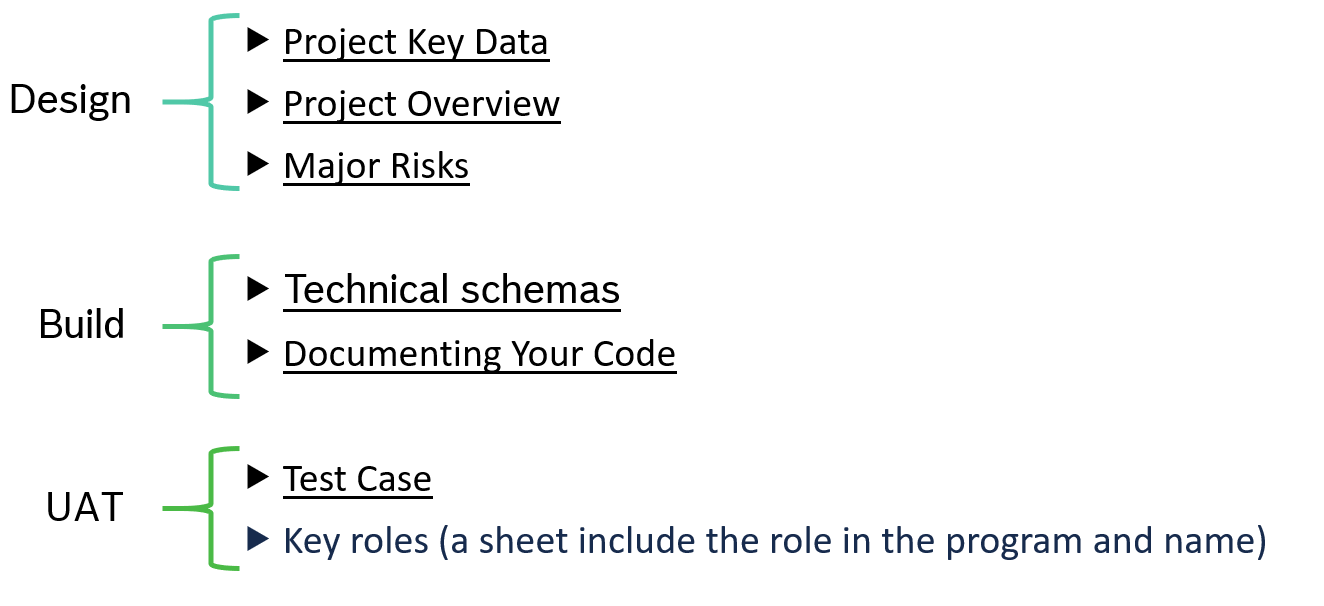 Design
Project Key Data
Project Overview
Major Risks
Build
Technical schemas
Documenting Your Code
UAT
Test Case
Key roles (a sheet include the role in the program and name)